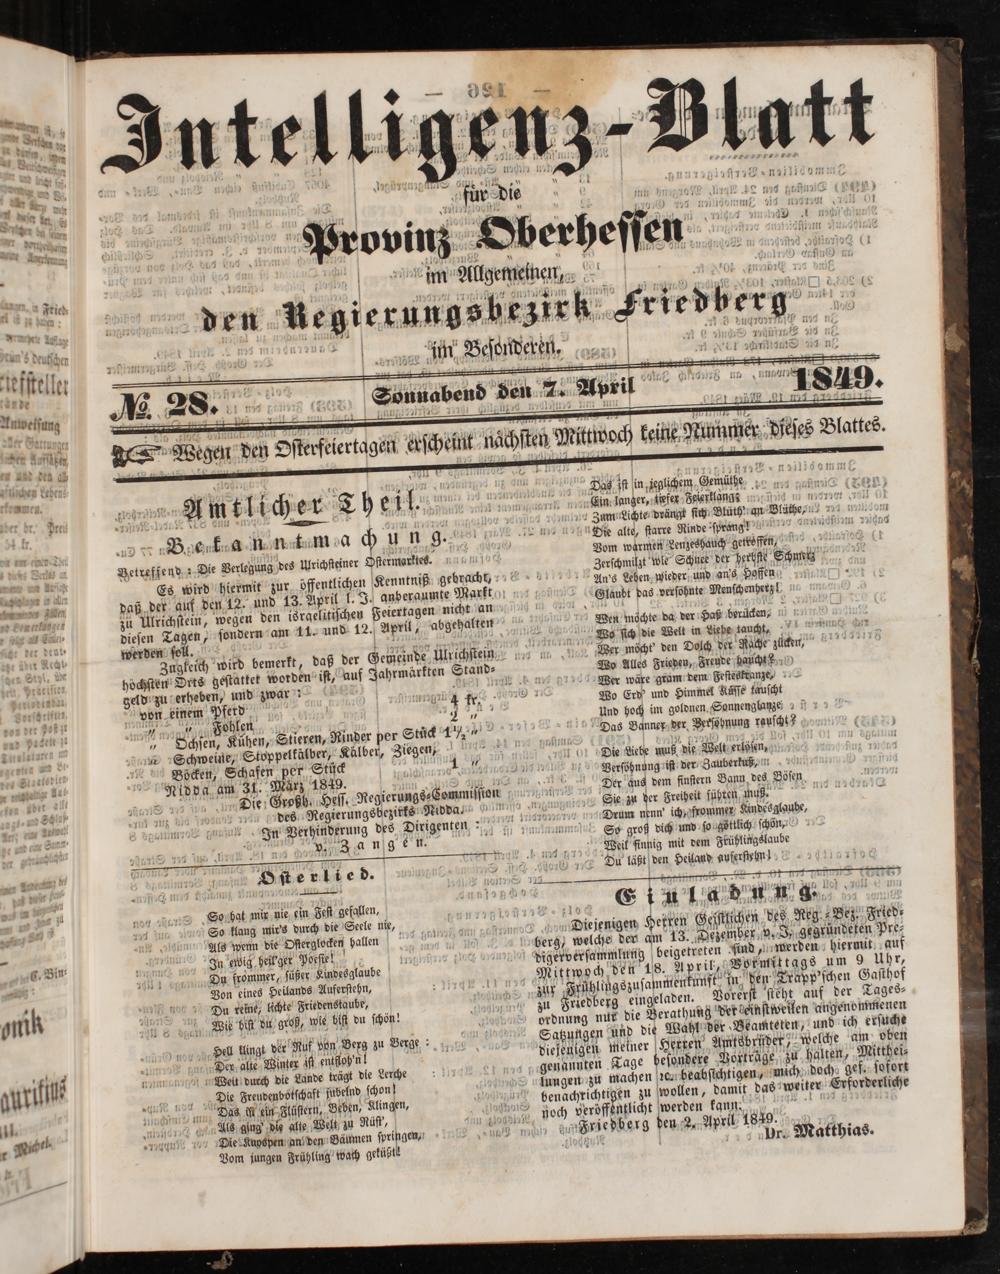 Intelligenz-Blatt
für die
Provinz Oberhessen
im Allgemeinen,
den Regierungsbezirk Friedberg
im Besonderen.
№ 28. Sonnabend den 7. April 1849.
Wegen den Osterfeiertagen erscheint nächsten Mittwoch keine Nummer dieses Blattes.
Amtlicher Theil.
Bekanntmachung.
Betreffend: Die Verlegung des Ulrichsteiner Ostermarktes.
Es wird hiermit zur öffentlichen Kenntniß gebracht,
daß der auf den 12. und 13. April l. J. anberaumte Markt
zu Ulrichstein, wegen den israelitischen Feiertagen nicht an
diesen Tagen, sondern am 11. und 12. April, abgehalten
werden soll.
Zugleich wird bemerkt, daß der Gemeinde Ulrichstein
höchsten Orts gestattet worden ist, auf Jahrmärkten Stand-
geld zu erheben, und zwar:
von einem Pferd 4 kr.
" " Fohlen 2 "
" Ochsen, Kühen, Stieren, Rinder per Stück 1½ "
" Schweine, Stoppelkälber, Kälber, Ziegen,
Böcken, Schafen per Stück 1 "
Nidda am 31. März 1849.
Die Großh. Hess. Regierungs-Commission
des Regierungsbezirks Nidda.
In Verhinderung des Dirigenten:
v. Zangen.
Osterlied.
So hat mir nie ein Fest gefallen,
So klang mir's durch die Seele nie,
Als wenn die Osterglocken hallen
In ewig heil'ger Poesie!
Du frommer, süßer Kindesglaube
Von eines Heilands Auferstehn,
Du reine, lichte Friedenstaube,
Wie bist du groß, wie bist du schön!
Hell klingt der Ruf von Berg zu Berge:
Der alte Winter ist entfloh'n!
Weit durch die Lande trägt die Lerche
Die Freudenbotschaft jubelnd schon!
Das ist ein Flüstern, Beben, Klingen,
Als ging' die alte Welt zu Rüst',
Die Knospen an den Bäumen springen,
Vom jungen Frühling wach geküßt!
Das ist in jeglichem Gemüthe
Ein langer, tiefer Feierklang;
Zum Lichte drängt sich Blüth' an Blüthe,
Die alte, starre Rinde sprang!
Vom warmen Lenzeshauch getroffen,
Zerschmilzt wie Schnee der herbste Schmerz
An's Leben wieder und an's Hoffen
Glaubt das versöhnte Menschenherz!
Wen möchte da der Haß berücken,
Wo sich die Welt in Liebe taucht,
Wer möcht' den Dolch der Rache zücken,
Wo Alles Frieden, Freude haucht?
Wer wäre gram dem Festeskranze,
Wo Erd' und Himmel Küsse tauscht
Und hoch im goldnen Sonnenglanze
Das Banner der Versöhnung rauscht?
Die Liebe muß die Welt erlösen,
Versöhnung ist der Zauberkuß,
Der aus dem finstern Bann des Bösen
Sie zu der Freiheit führen muß.
Drum nenn' ich, frommer Kindesglaube,
So groß dich und so göttlich schön,
Weil sinnig mit dem Frühlingslaube
Du läßt den Heiland auferstehn!
Einladung.
Diejenigen Herren Geistlichen des Reg.-Bez. Fried-
berg, welche der am 13. Dezember v. J. gegründeten Pre-
digerversammlung beigetreten sind, werden hiermit auf
Mittwoch den 18. April, Vormittags um 9 Uhr,
zur Frühlingszusammenkunft in den Trapp'schen Gasthof
zu Friedberg eingeladen. Vorerst steht auf der Tages-
ordnung nur die Berathung der einstweilen angenommenen
Satzungen und die Wahl der Beamteten, und ich ersuche
diejenigen meiner Herren Amtsbrüder, welche am oben
genannten Tage besondere Vorträge zu halten, Mitthei-
lungen zu machen ꝛc. beabsichtigen, mich doch gef. sofort
benachrichtigen zu wollen, damit das weiter Erforderliche
noch veröffentlicht werden kann.
Friedberg den 2. April 1849.
Dr. Matthias.